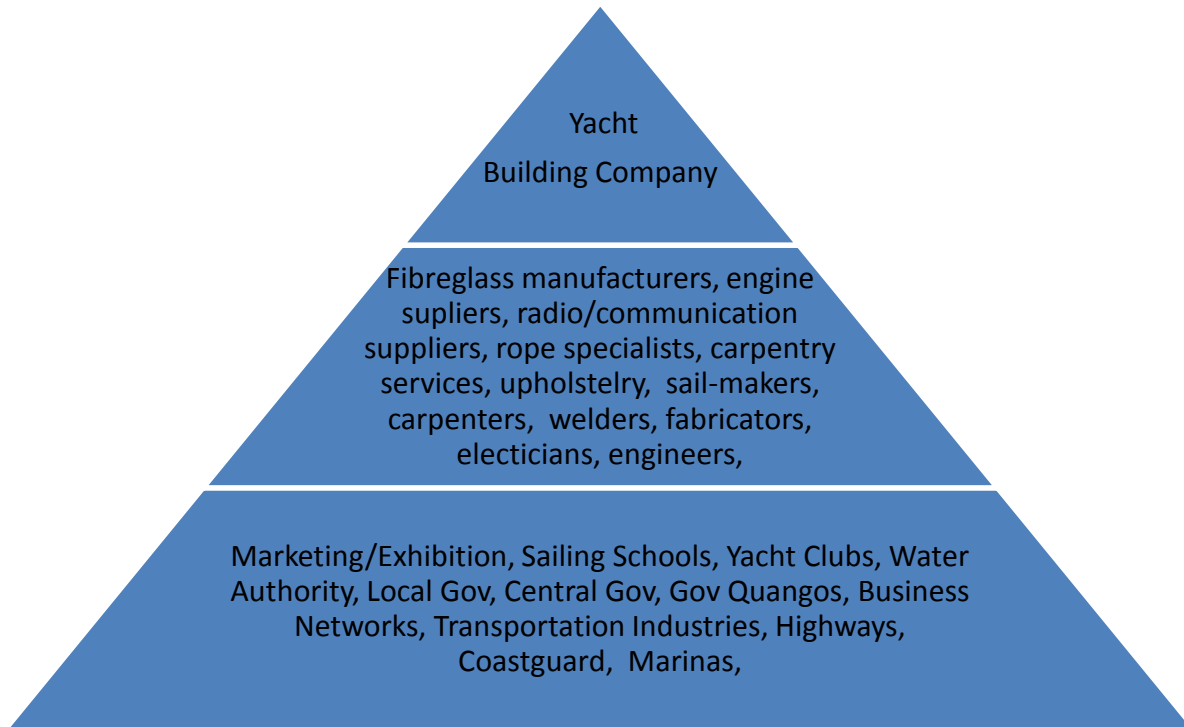 Yacht
Building Company
Fibreglass manufacturers, engine
supliers, radio/communication
suppliers, rope specialists, carpentry
services, upholstelry,  sail-makers,
carpenters,  welders, fabricators,
electicians, engineers,
Marketing/Exhibition, Sailing Schools, Yacht Clubs, Water
Authority, Local Gov, Central Gov, Gov Quangos, Business
Networks, Transportation Industries, Highways,
Coastguard,  Marinas,